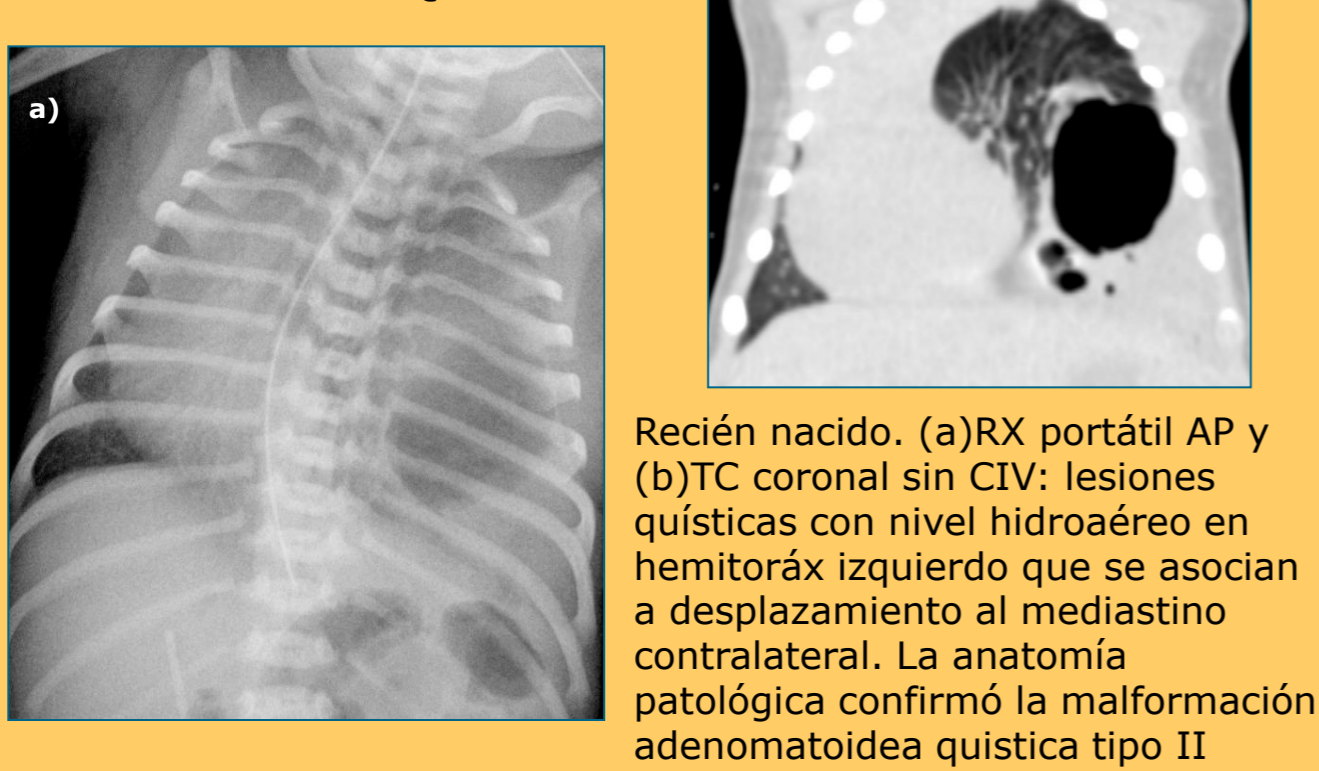 a)
Recién nacido. (a)RX portátil AP y
(b)TC coronal sin CIV: lesiones
quísticas con nivel hidroaéreo en
hemitoráx izquierdo que se asocian
a desplazamiento al mediastino
contralateral. La anatomía
patológica confirmó la malformación
adenomatoidea quistica tipo II